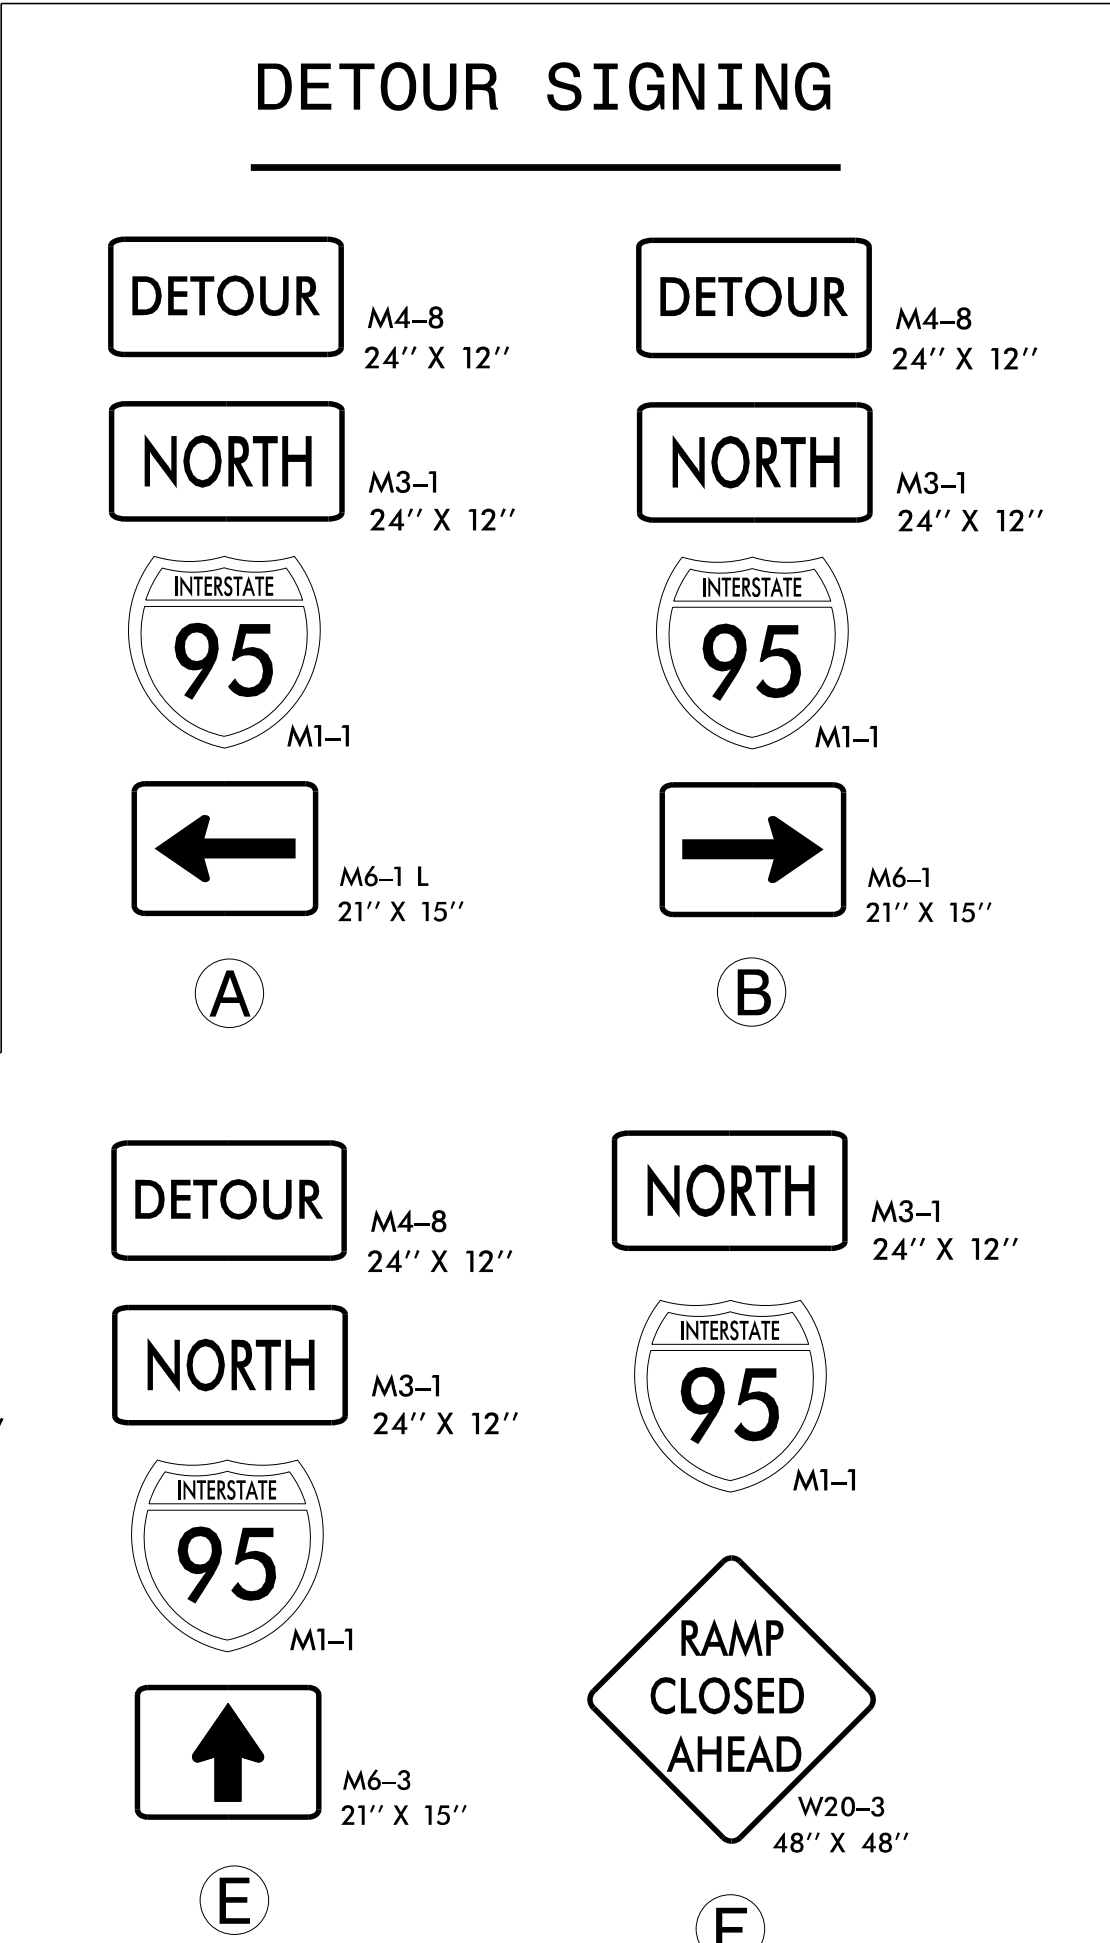 DETOUR SIGNING
DETOUR
M4-8
24'' X 12''
NORTH
M3-1
24'' X 12''
INTERSTATE
95
M1-1
M6-1 L
21'' X 15''
A
DETOUR
M4-8
24'' X 12''
NORTH
M3-1
24'' X 12''
INTERSTATE
95
M1-1
M6-1
21'' X 15''
B
DETOUR
M4-8
24'' X 12''
NORTH
M3-1
24'' X 12''
INTERSTATE
95
M1-1
M6-3
21'' X 15''
E
NORTH
M3-1
24'' X 12''
INTERSTATE
95
M1-1
RAMP
CLOSED
AHEAD
W20-3
48'' X 48''